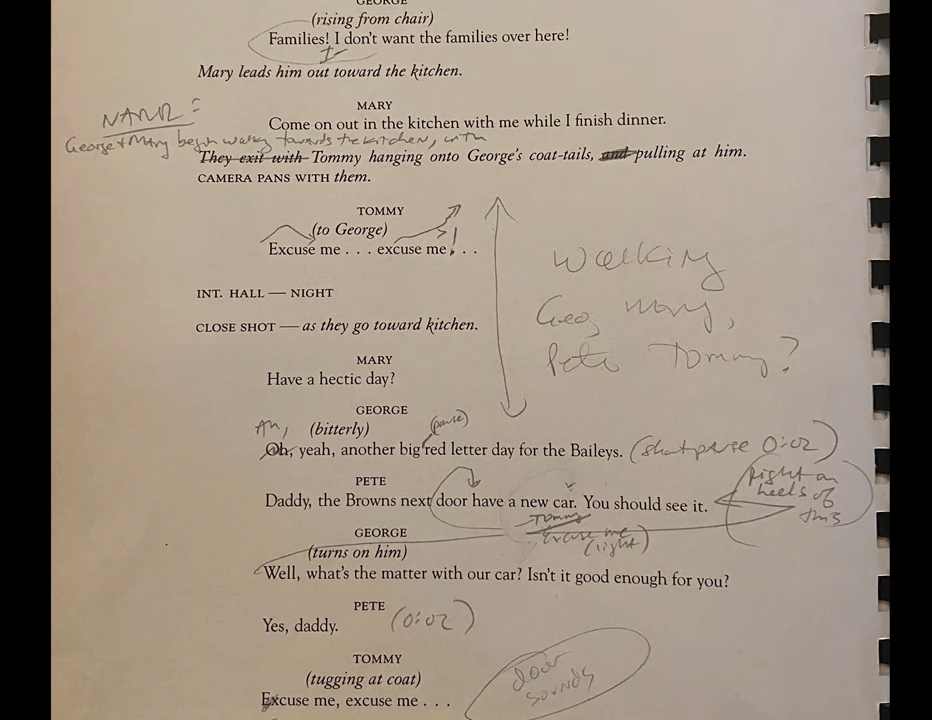 GEORGE
(rising from chair)
Families! I don't want the families over here!
I
Mary leads him out toward the kitchen.
MARY
NARR:
Come on out in the kitchen with me while I finish dinner.
George + Mary begin walking towards the kitchen, with
They exit with Tommy hanging onto George's coat-tails, and pulling at him.
CAMERA PANS WITH them.
TOMMY
(to George)
Excuse me . . . excuse me! . .
Walking
Geo, Mary,
Pete Tommy?
INT. HALL — NIGHT
CLOSE SHOT — as they go toward kitchen.
MARY
Have a hectic day?
GEORGE
Ah, (bitterly) (pause)
Oh, yeah, another big red letter day for the Baileys. (short pause 0:02)
PETE
Right on
heels of
this
Daddy, the Browns next door have a new car. You should see it.
Tommy
excuse me
(light)
GEORGE
(turns on him)
Well, what's the matter with our car? Isn't it good enough for you?
PETE
Yes, daddy. (0:02)
TOMMY
(tugging at coat)
door
sounds
Excuse me, excuse me . . .